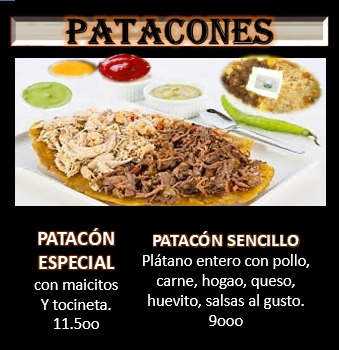 PATACONES
PATACÓN
ESPECIAL
con maicitos
Y tocineta.
11.5oo
PATACÓN SENCILLO
Plátano entero con pollo,
carne, hogao, queso,
huevito, salsas al gusto.
9ooo